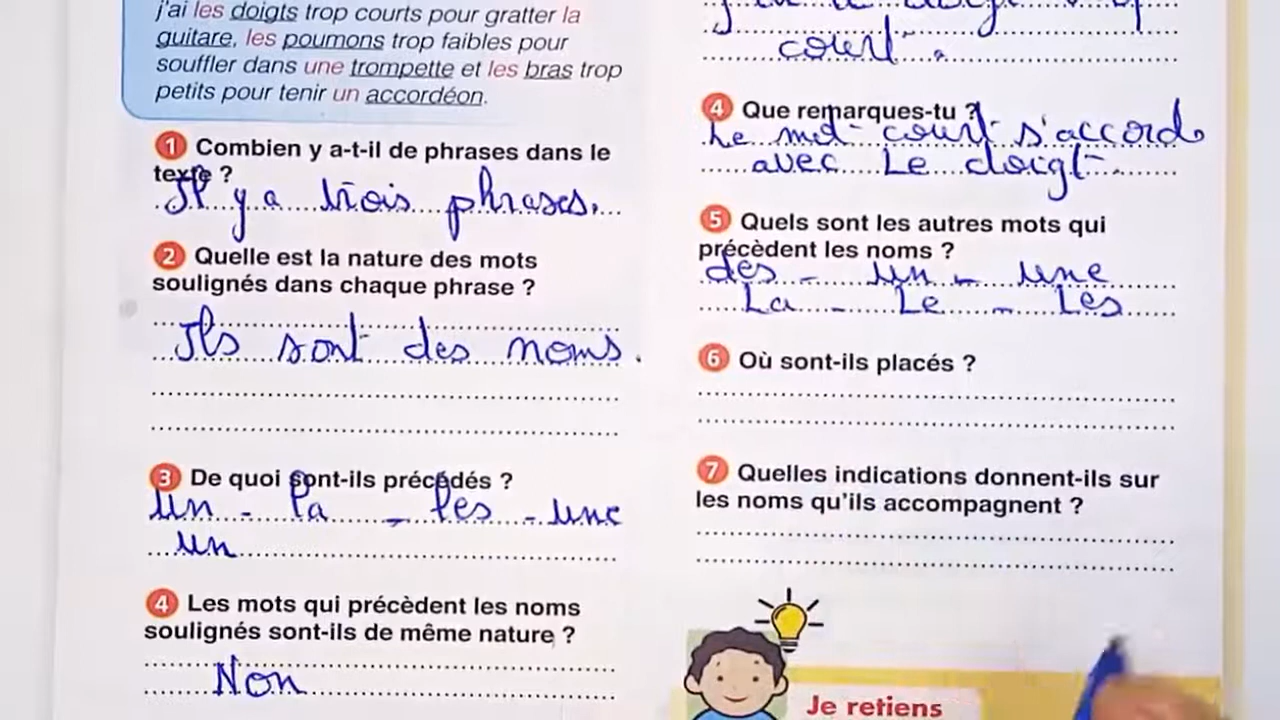 j'ai les doigts trop courts pour gratter la
guitare, les poumons trop faibles pour
souffler dans une trompette et les bras trop
petits pour tenir un accordéon.
1 Combien y a-t-il de phrases dans le
texte ?
Il y a trois phrases.
2 Quelle est la nature des mots
soulignés dans chaque phrase ?
Ils sont des noms.
3 De quoi sont-ils précédés ?
un - la - les - une
un
4 Les mots qui précèdent les noms
soulignés sont-ils de même nature ?
Non
court.
4 Que remarques-tu ?
Le mot court s'accorde
avec Le doigt.
5 Quels sont les autres mots qui
précèdent les noms ?
des - un - une
La - Le - Les
6 Où sont-ils placés ?
7 Quelles indications donnent-ils sur
les noms qu'ils accompagnent ?
Je retiens